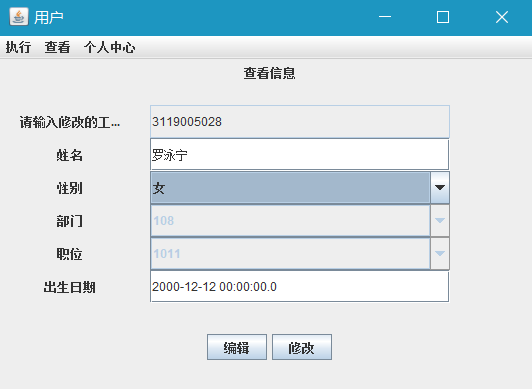 用户
执行 查看 个人中心
查看信息
请输入修改的工... 3119005028
姓名 罗泳宁
性别 女
部门 108
职位 1011
出生日期 2000-12-12 00:00:00.0
编辑 修改